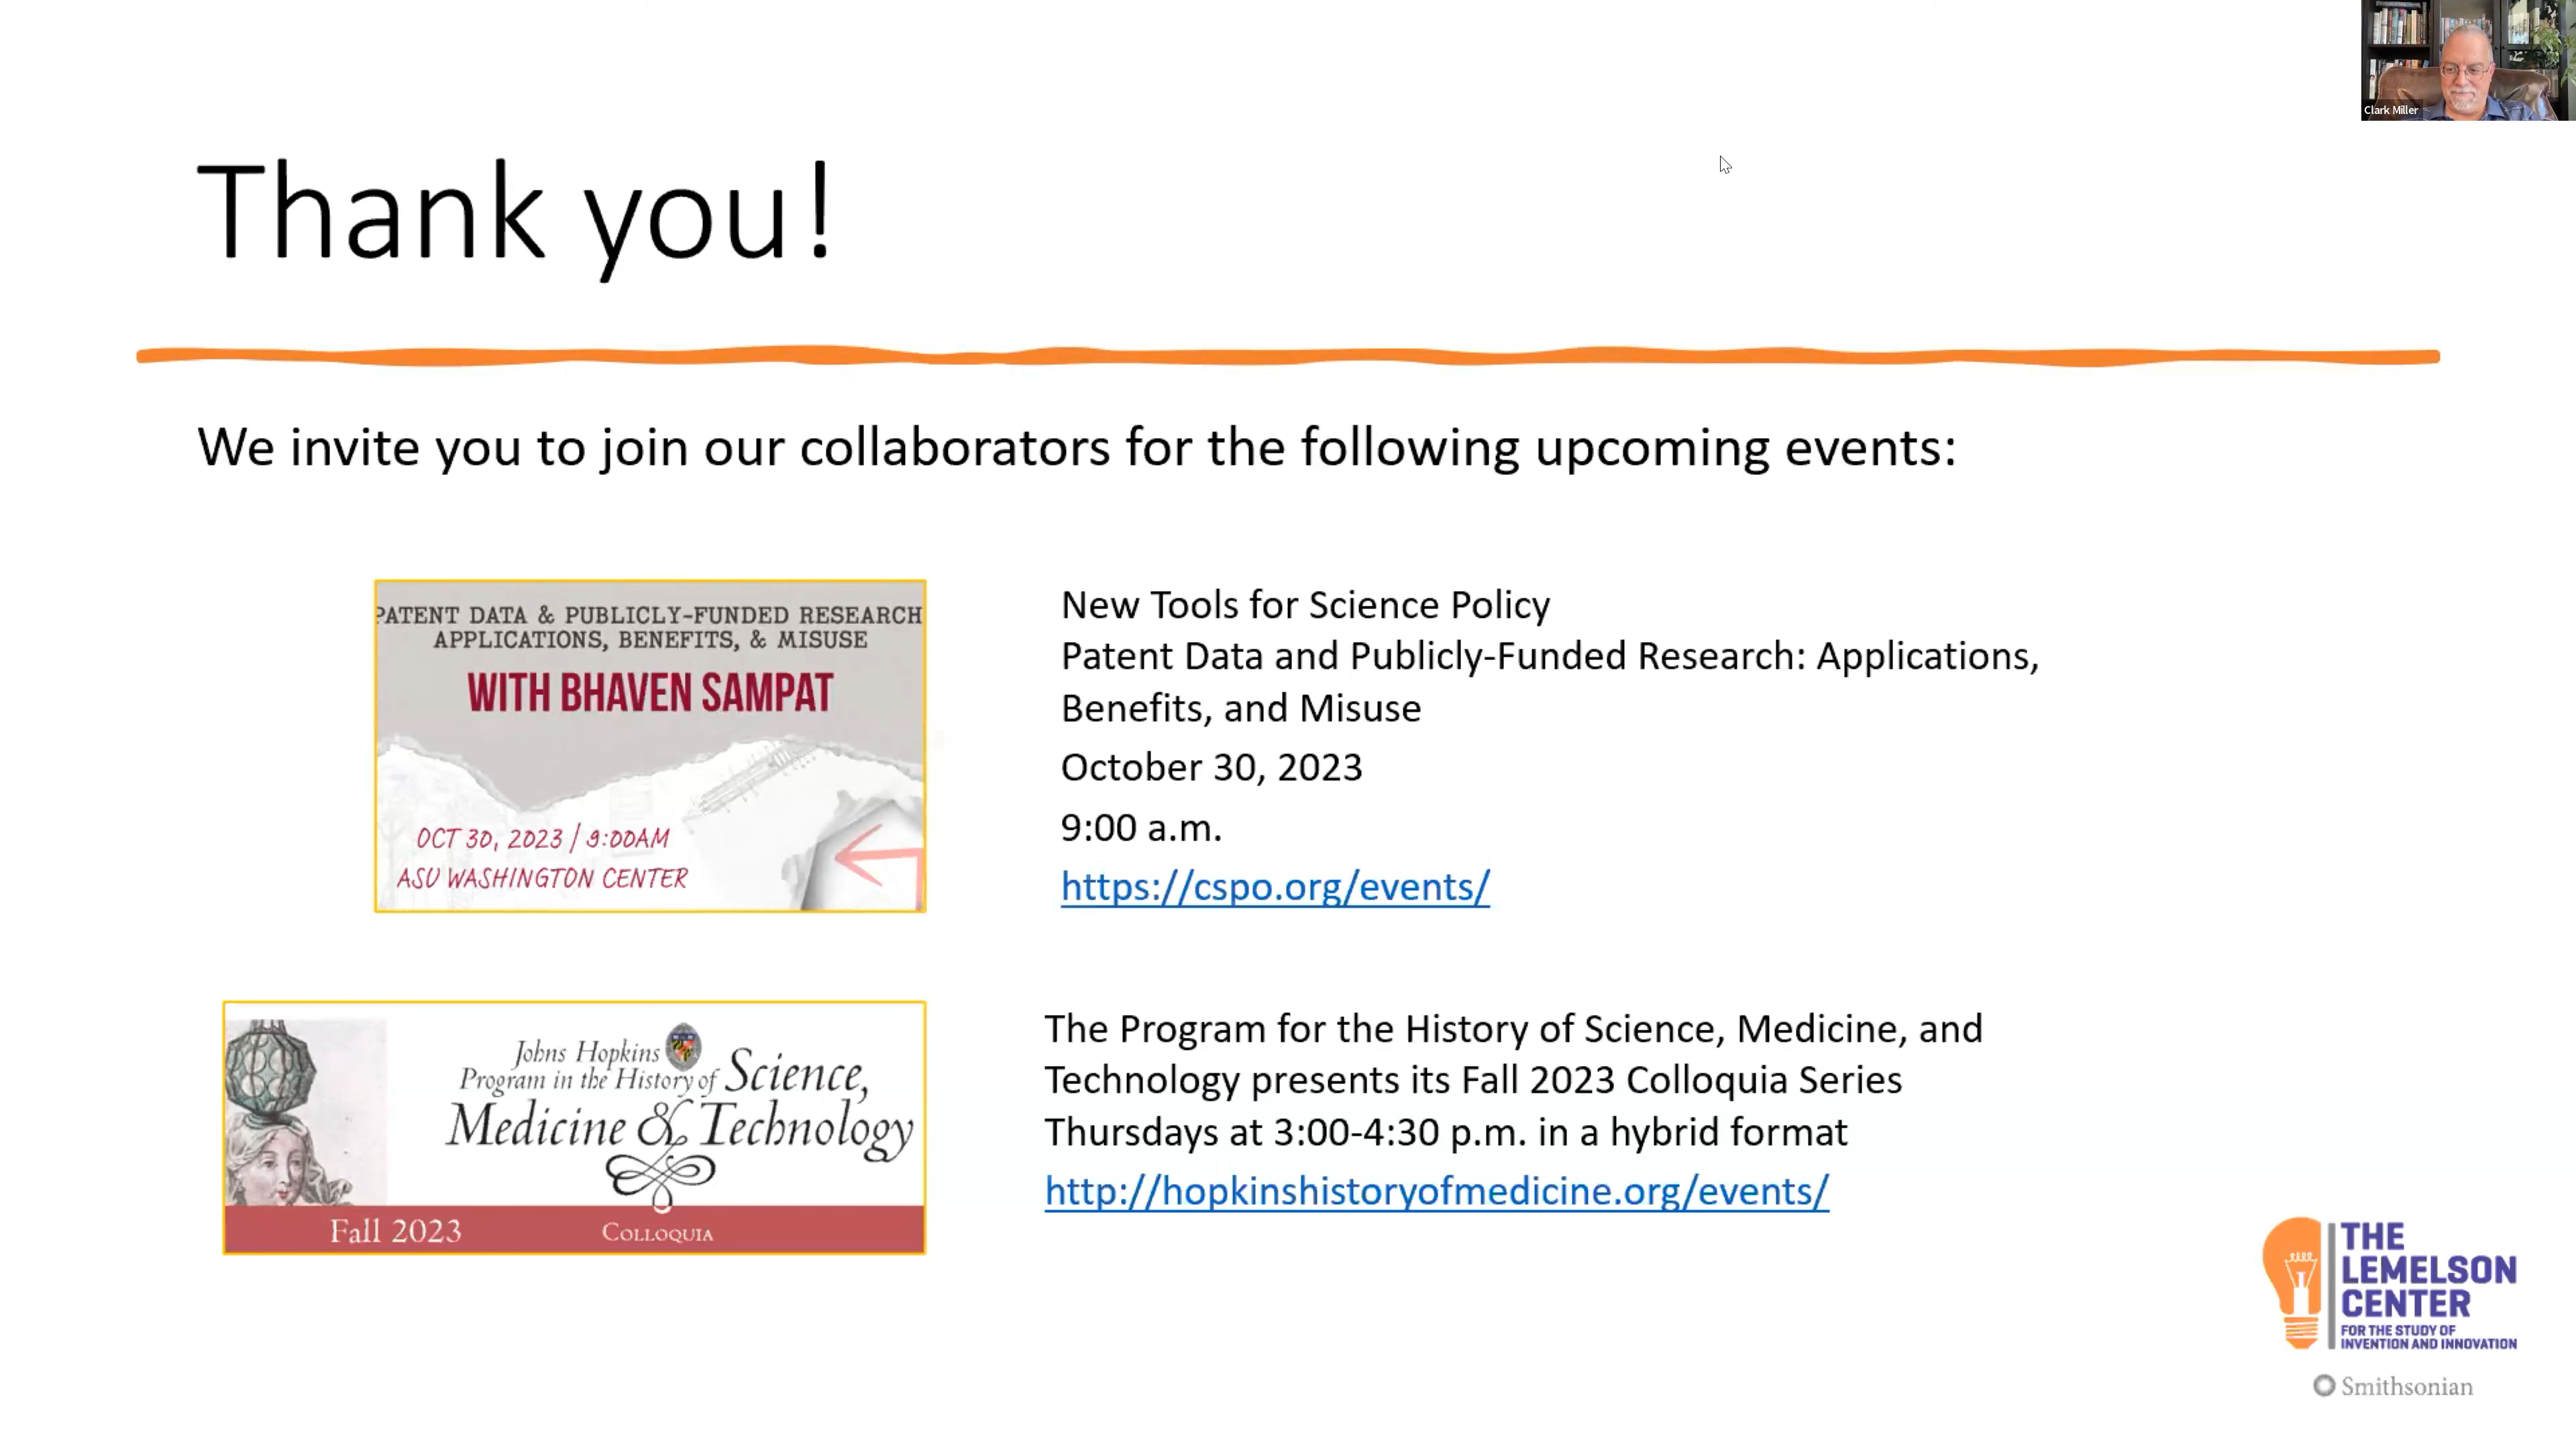 Clark Miller
Thank you!
We invite you to join our collaborators for the following upcoming events:
PATENT DATA & PUBLICLY-FUNDED RESEARCH
APPLICATIONS, BENEFITS, & MISUSE
WITH BHAVEN SAMPAT
OCT 30, 2023 / 9:00AM
ASU WASHINGTON CENTER
New Tools for Science Policy
Patent Data and Publicly-Funded Research: Applications,
Benefits, and Misuse
October 30, 2023
9:00 a.m.
https://cspo.org/events/
Johns Hopkins
Program in the History of Science,
Medicine & Technology
Fall 2023
COLLOQUIA
The Program for the History of Science, Medicine, and
Technology presents its Fall 2023 Colloquia Series
Thursdays at 3:00-4:30 p.m. in a hybrid format
http://hopkinshistoryofmedicine.org/events/
THE
LEMELSON
CENTER
FOR THE STUDY OF
INVENTION AND INNOVATION
Smithsonian